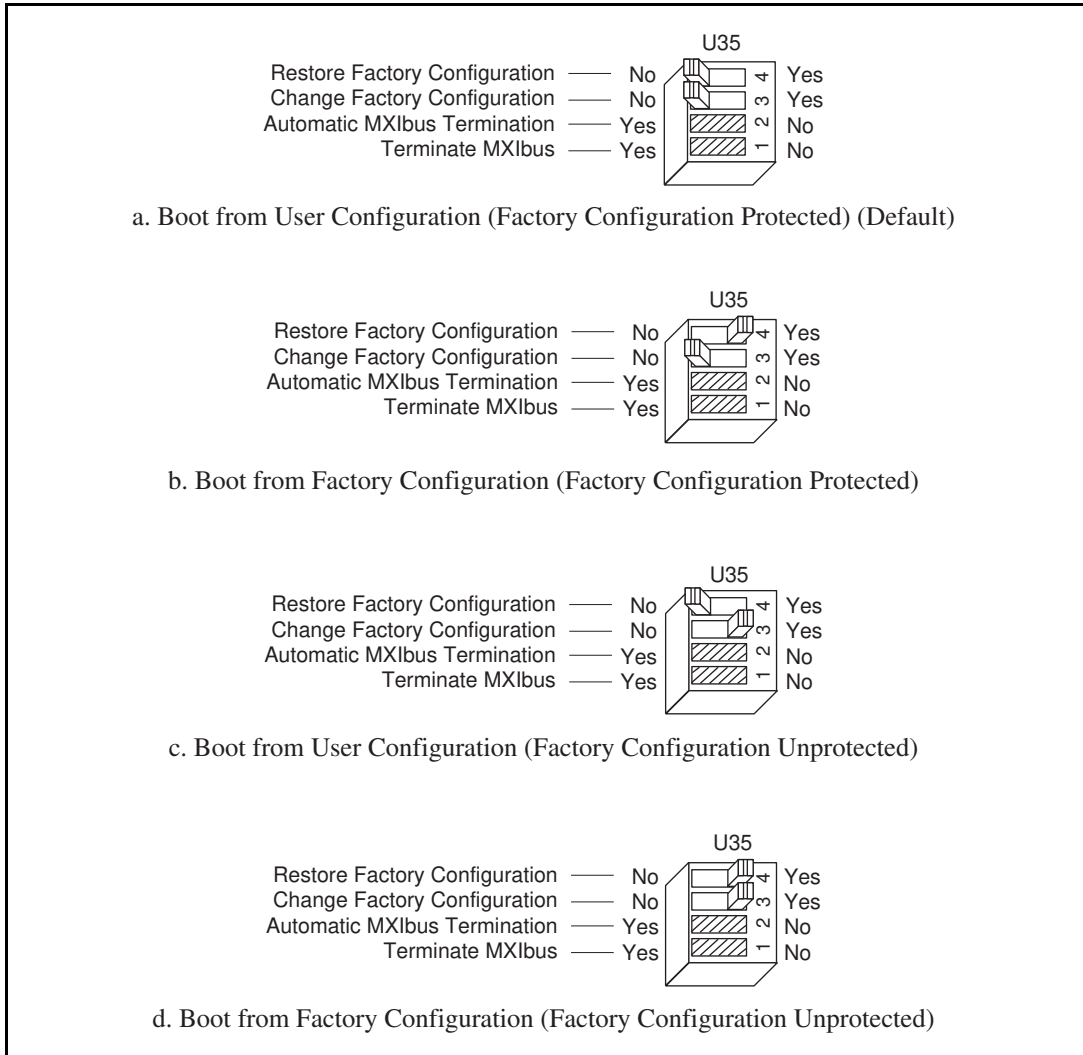 U35
Restore Factory Configuration No 4 Yes
Change Factory Configuration No 3 Yes
Automatic MXIbus Termination Yes 2 No
Terminate MXIbus Yes 1 No
a. Boot from User Configuration (Factory Configuration Protected) (Default)
U35
Restore Factory Configuration No 4 Yes
Change Factory Configuration No 3 Yes
Automatic MXIbus Termination Yes 2 No
Terminate MXIbus Yes 1 No
b. Boot from Factory Configuration (Factory Configuration Protected)
U35
Restore Factory Configuration No 4 Yes
Change Factory Configuration No 3 Yes
Automatic MXIbus Termination Yes 2 No
Terminate MXIbus Yes 1 No
c. Boot from User Configuration (Factory Configuration Unprotected)
U35
Restore Factory Configuration No 4 Yes
Change Factory Configuration No 3 Yes
Automatic MXIbus Termination Yes 2 No
Terminate MXIbus Yes 1 No
d. Boot from Factory Configuration (Factory Configuration Unprotected)